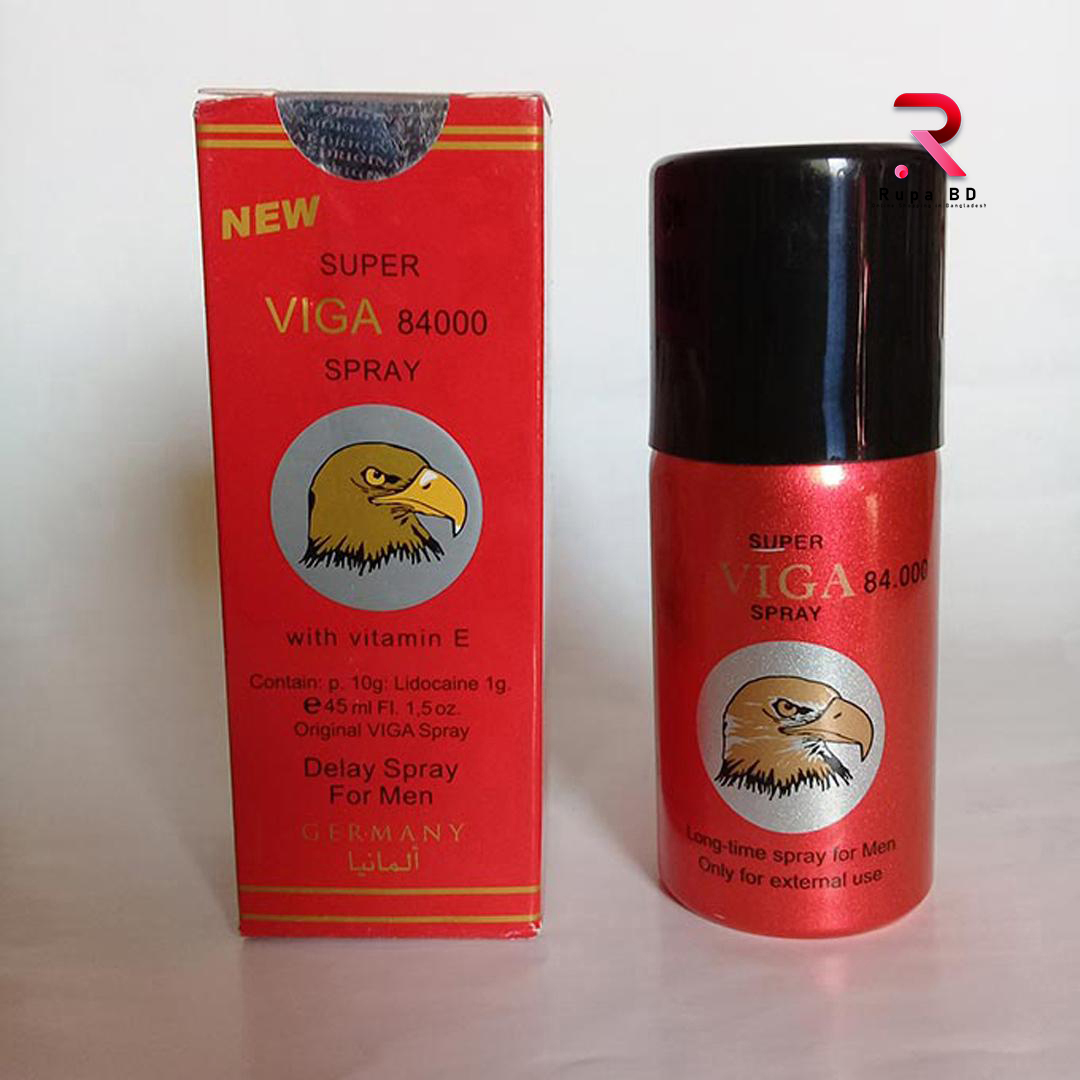 NEW
SUPER
VIGA 84000
SPRAY
with vitamin E
Contain: p. 10g: Lidocaine 1g.
e 45 ml Fl. 1,5 oz.
Original VIGA Spray
Delay Spray
For Men
GERMANY
ألمانيا
Rupa BD
SUPER
VIGA 84.000
SPRAY
Long-time spray for Men
Only for external use